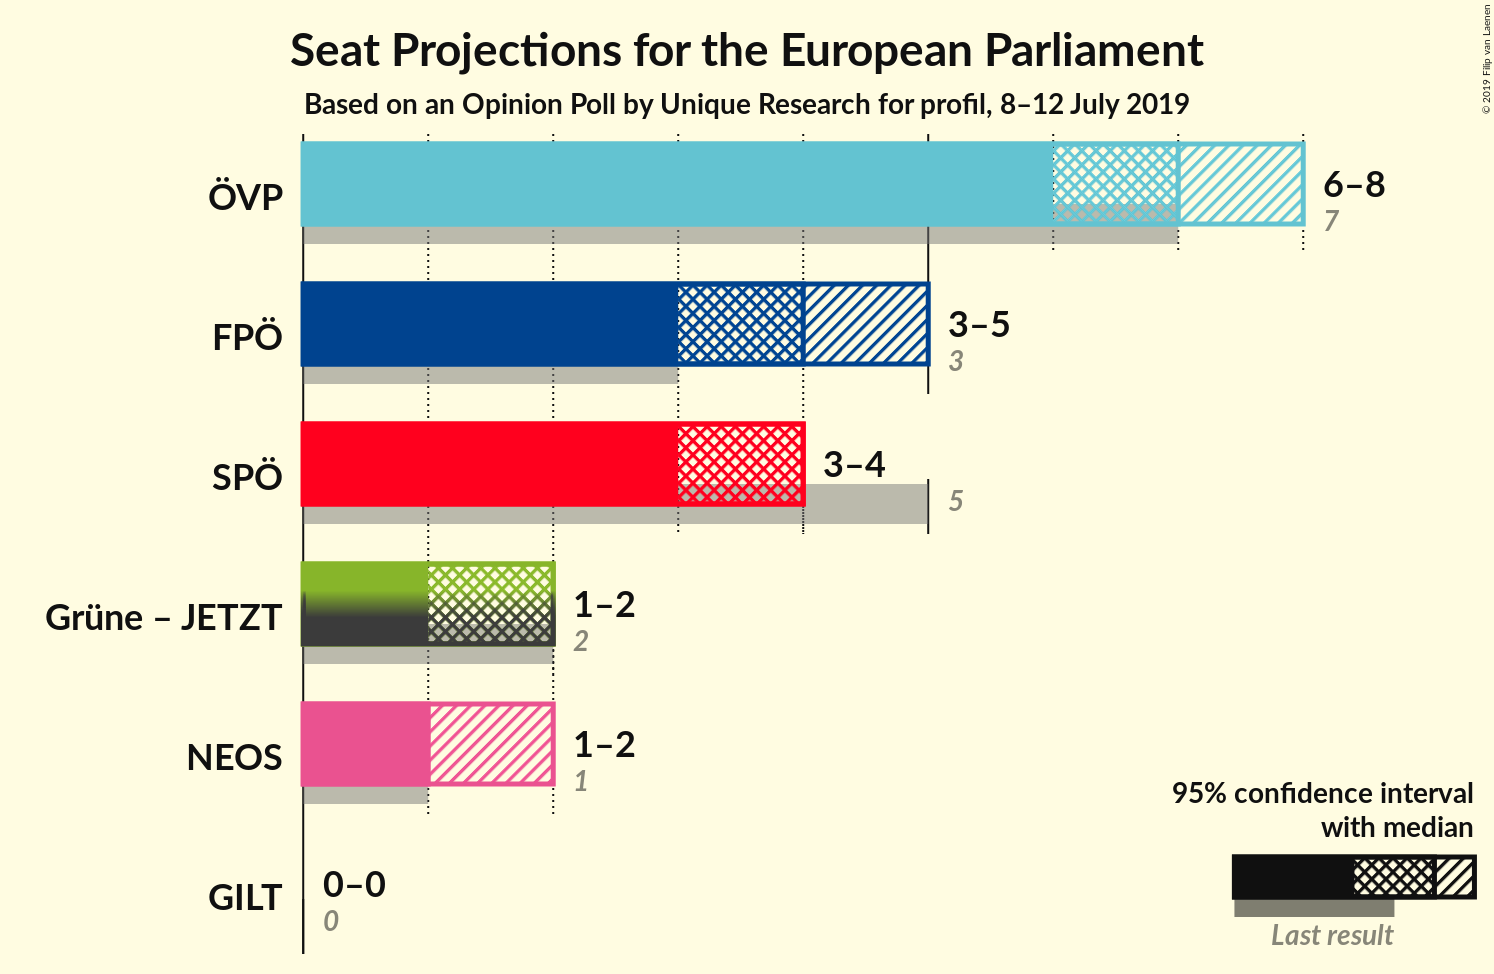 Seat Projections for the European Parliament
Based on an Opinion Poll by Unique Research for profil, 8–12 July 2019
© 2019 Filip van Laenen
ÖVP
6–8
7
FPÖ
3–5
3
SPÖ
3–4
5
Grüne – JETZT
1–2
2
NEOS
1–2
1
GILT
0–0
0
95% confidence interval
with median
Last result